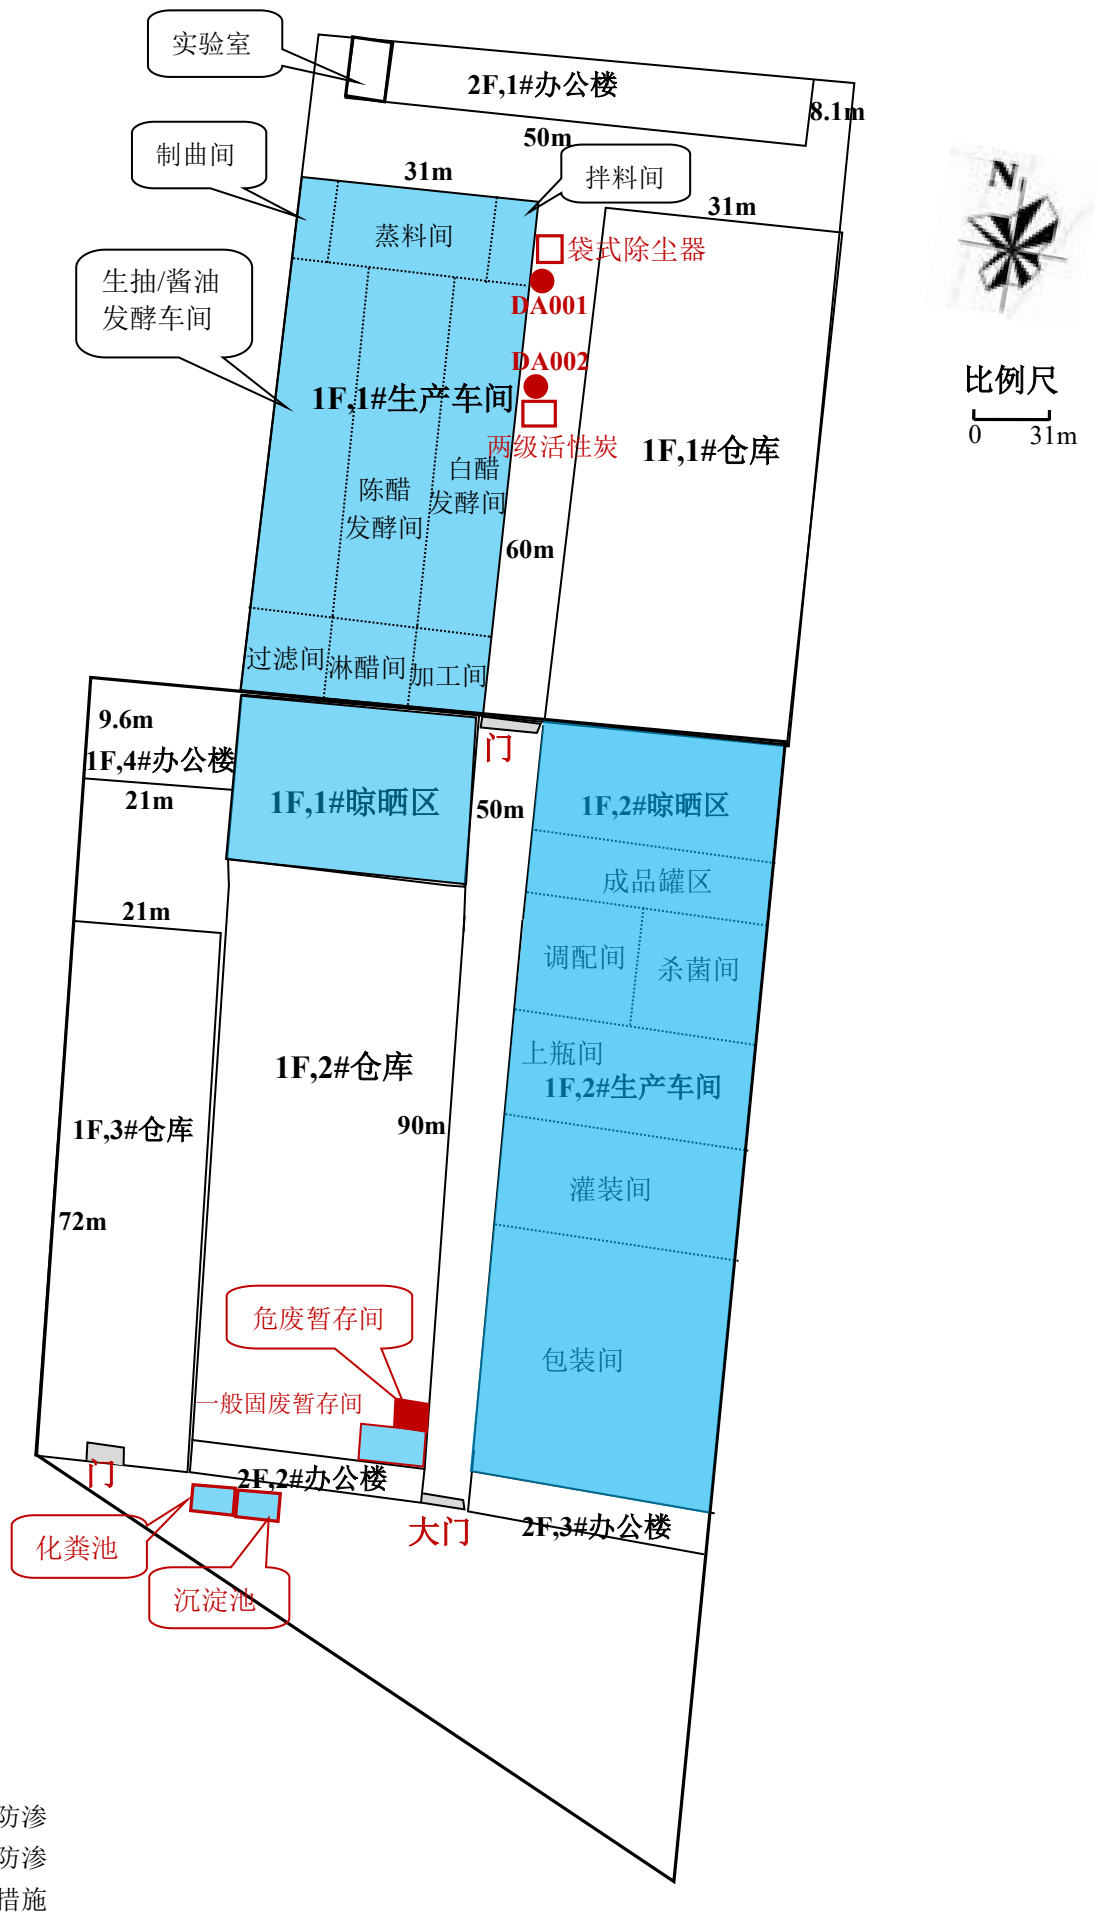 实验室
2F,1#办公楼
8.1m
50m
制曲间
31m
拌料间
N
蒸料间
31m
袋式除尘器
生抽/酱油
发酵车间
DA001
DA002
比例尺
0 31m
1F,1#生产车间
两级活性炭
1F,1#仓库
白醋
发酵间
陈醋
发酵间
60m
过滤间
淋醋间
加工间
9.6m
1F,4#办公楼
21m
门
1F,1#晾晒区
50m
1F,2#晾晒区
成品罐区
21m
调配间
杀菌间
上瓶间
1F,2#仓库
1F,2#生产车间
1F,3#仓库
90m
灌装间
72m
危废暂存间
包装间
一般固废暂存间
门
2F,2#办公楼
大门
2F,3#办公楼
化粪池
沉淀池
防渗
防渗
措施